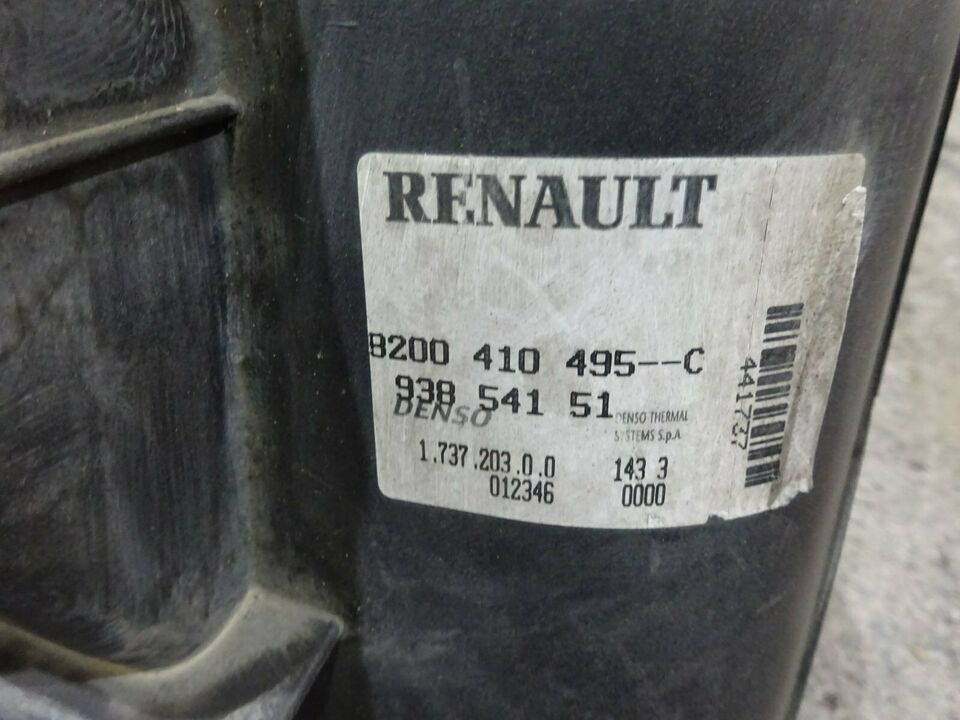 RENAULT
8200 410 495--C
938 541 51
DENSO
DENSO THERMAL
SYSTEMS S.p.A.
1.737.203.0.0
143 3
012346
0000
441737